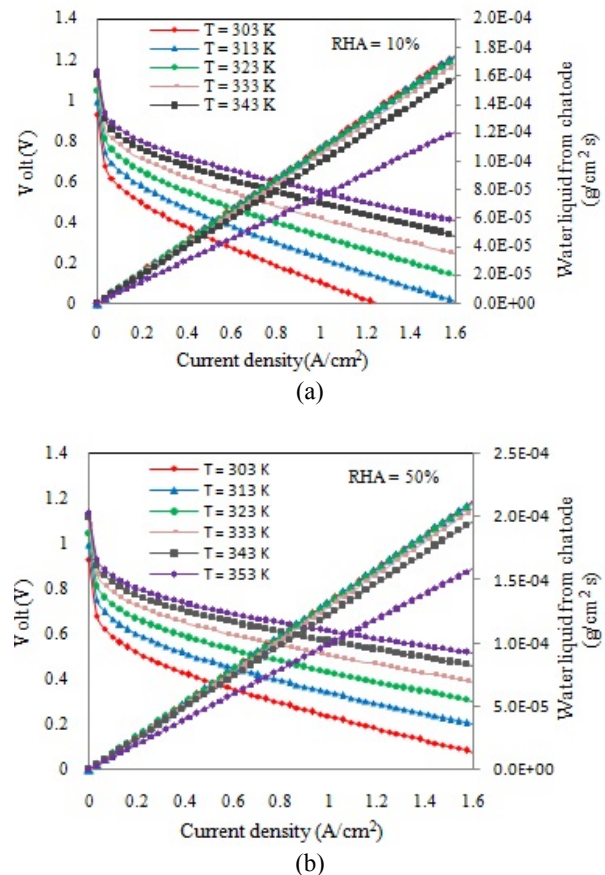 1.4
1.2
1
0.8
0.6
0.4
0.2
0
Volt(V)
T = 303 K
T = 313 K
T = 323 K
T = 333 K
T = 343 K
RHA = 10%
2.0E-04
1.8E-04
1.6E-04
1.4E-04
1.2E-04
1.0E-04
8.0E-05
6.0E-05
4.0E-05
2.0E-05
0.0E+00
Water liquid from chatode
(g/cm² s)
0 0.2 0.4 0.6 0.8 1 1.2 1.4 1.6
Current density(A/cm²)
(a)
1.4
1.2
1
0.8
0.6
0.4
0.2
0
Volt(V)
T = 303 K
T = 313 K
T = 323 K
T = 333 K
T = 343 K
T = 353 K
RHA = 50%
2.5E-04
2.0E-04
1.5E-04
1.0E-04
5.0E-05
0.0E+00
Water liquid from chatode
(g/cm² s)
0 0.2 0.4 0.6 0.8 1 1.2 1.4 1.6
Current density (A/cm²)
(b)